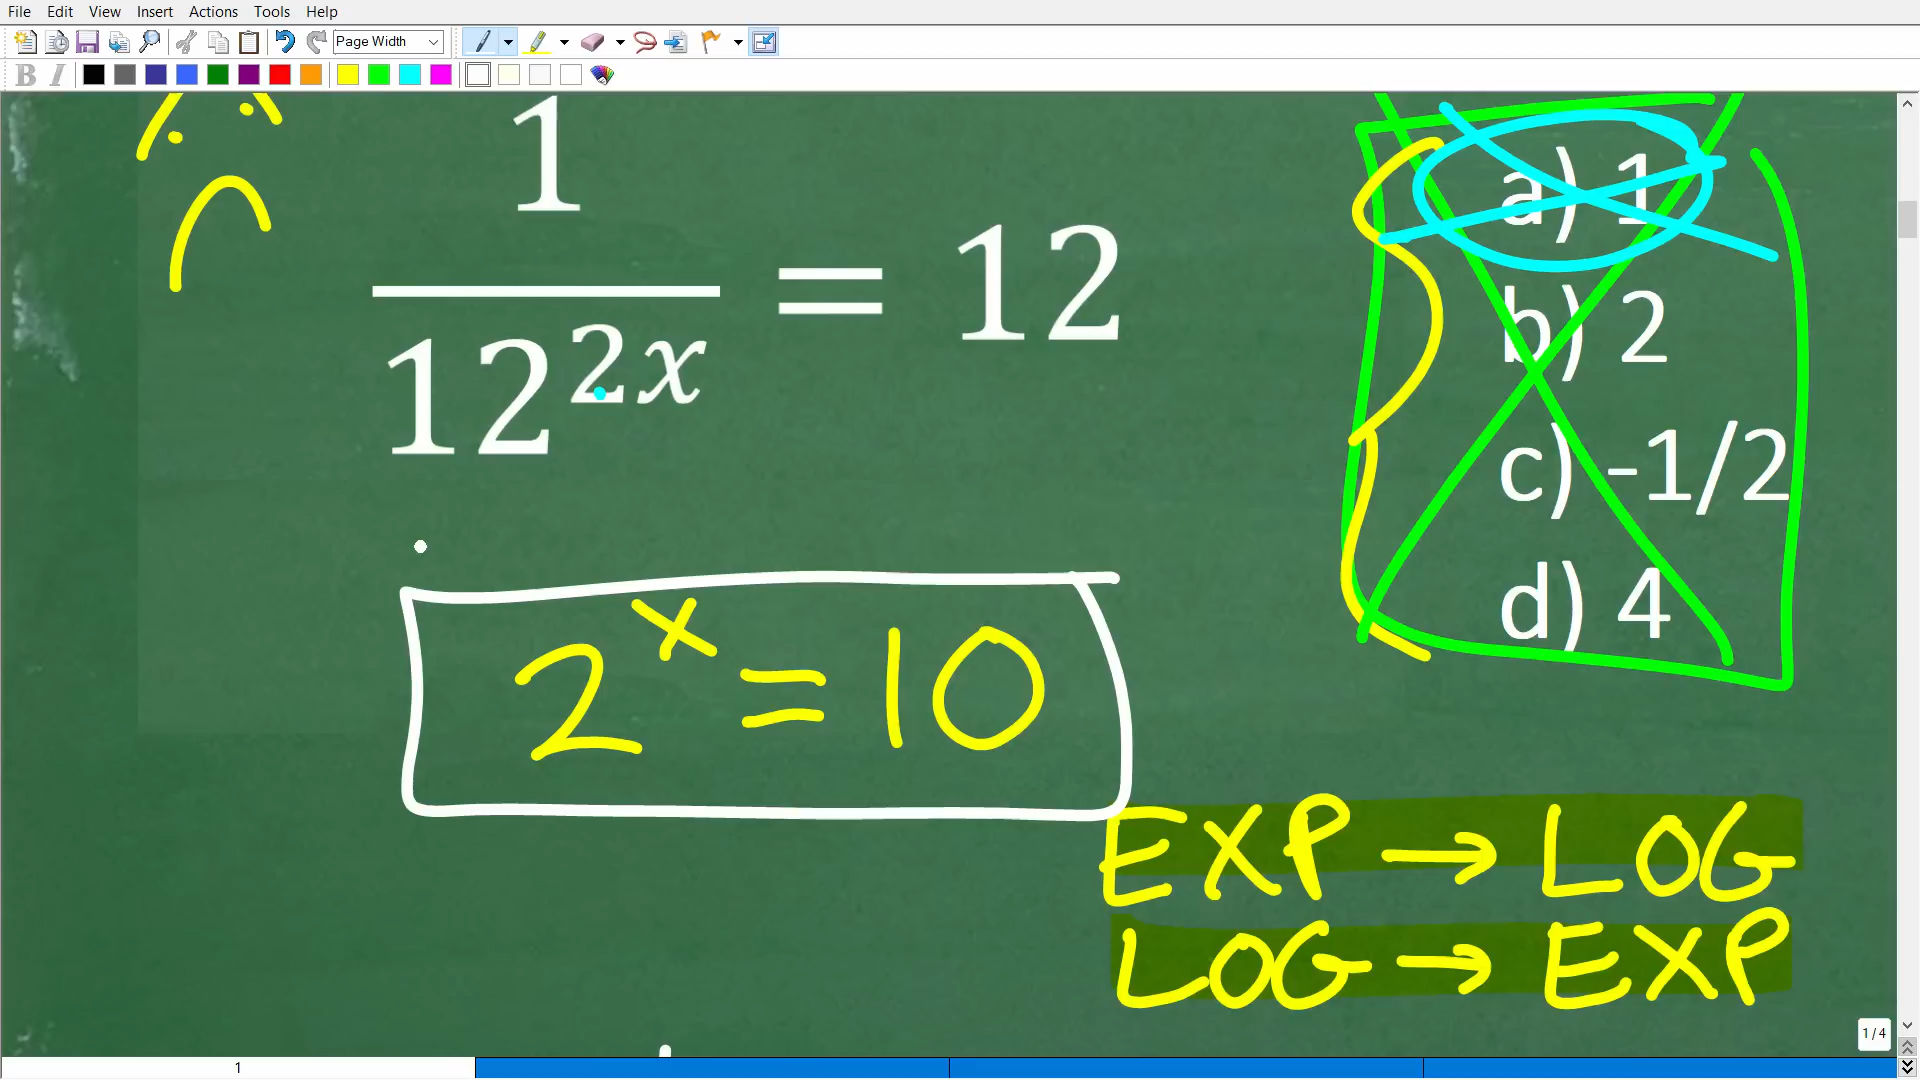 File Edit View Insert Actions Tools Help
Page Width
B I
1
12^{2x} = 12
a) 1
b) 2
c) -1/2
d) 4
2^x = 10
EXP → LOG
LOG → EXP
1 / 4
1